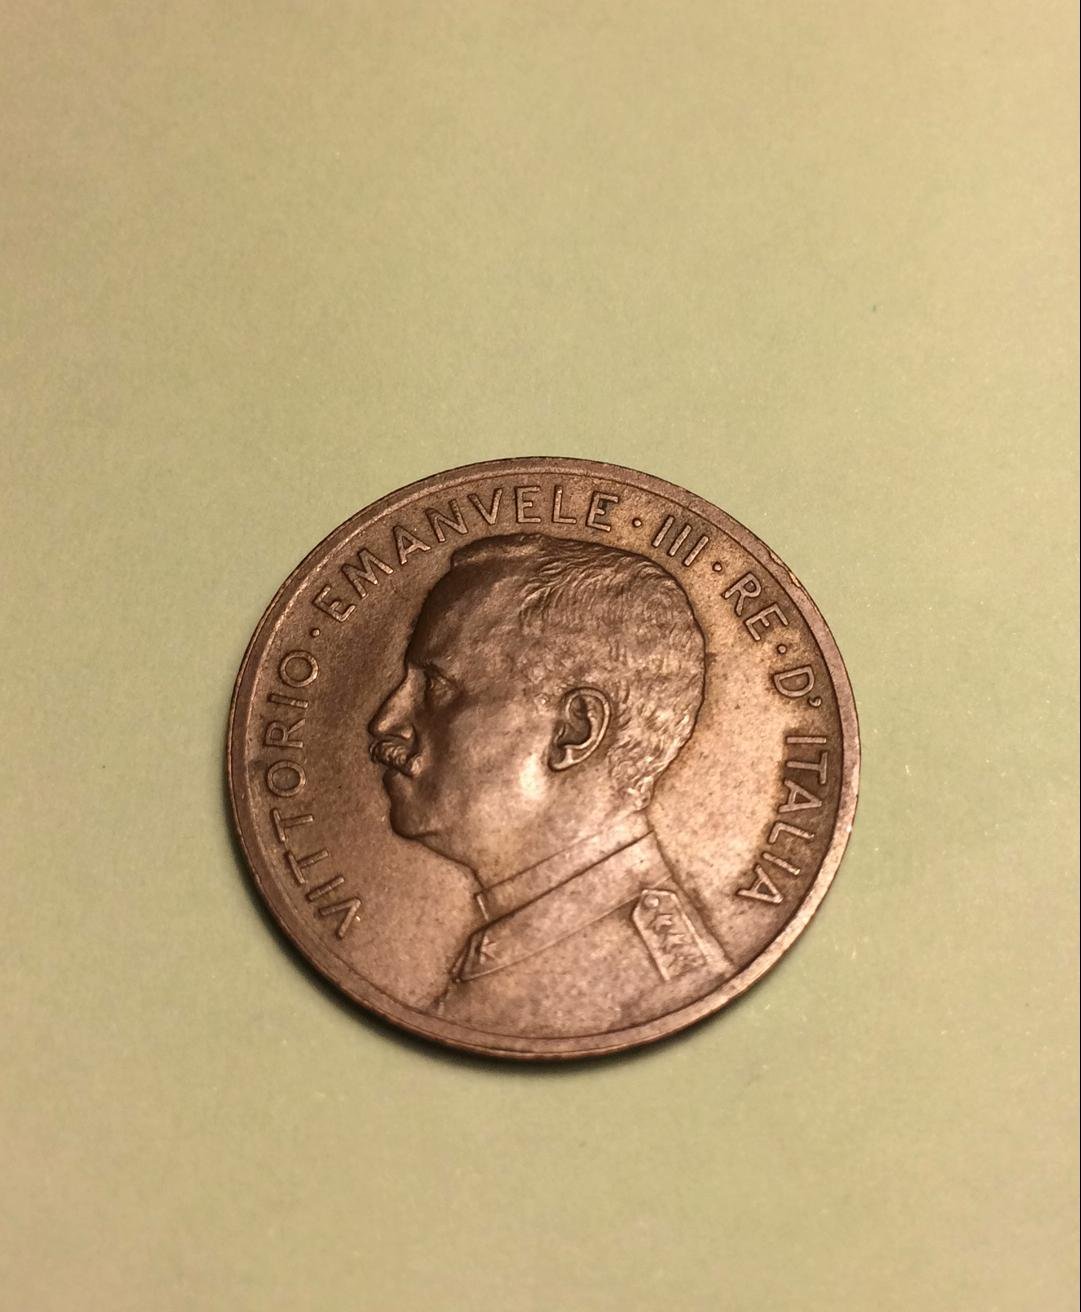 VITTORIO · EMANVELE · III · RE · D' ITALIA